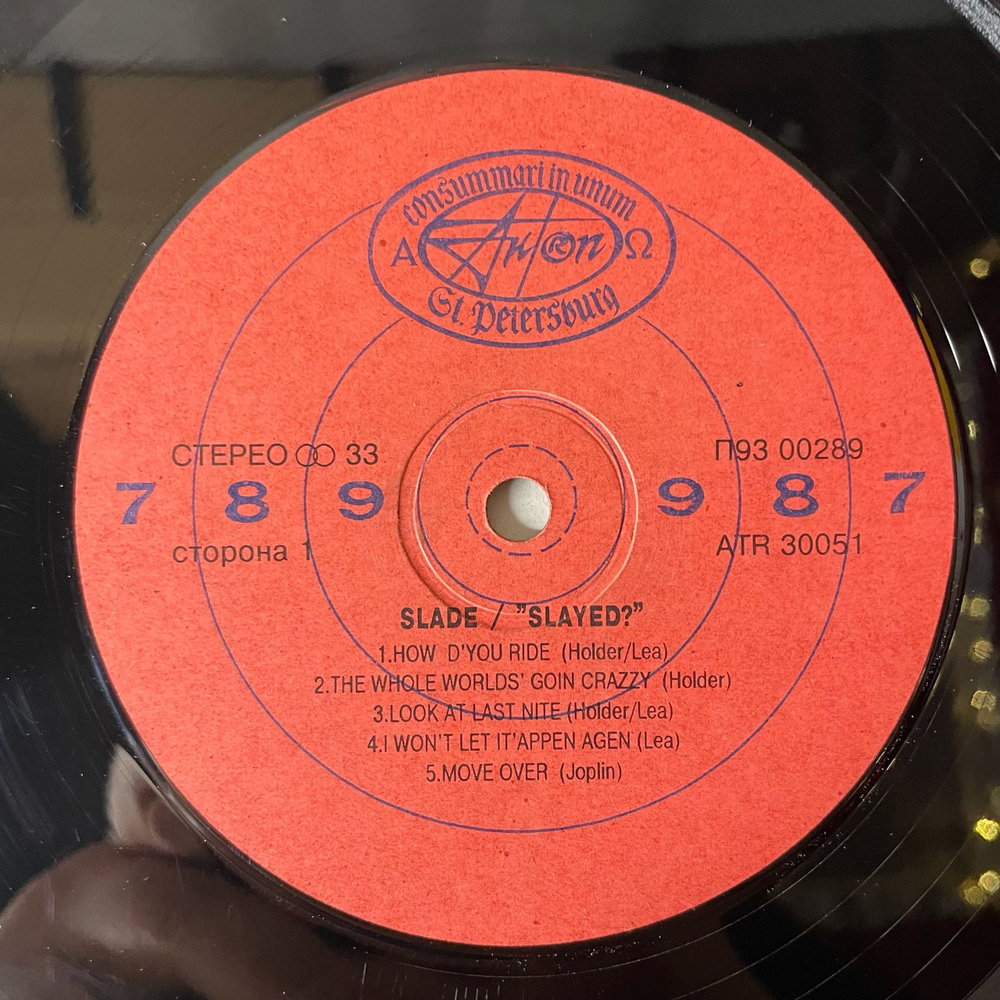 consummari in unum
Α Antron Ω
St. Petersburg
СТЕРЕО 33
П93 00289
7 8 9 9 8 7
сторона 1
ATR 30051
SLADE / "SLAYED?"
1.HOW D'YOU RIDE (Holder/Lea)
2.THE WHOLE WORLDS' GOIN CRAZZY (Holder)
3.LOOK AT LAST NITE (Holder/Lea)
4.I WON'T LET IT'APPEN AGEN (Lea)
5.MOVE OVER (Joplin)